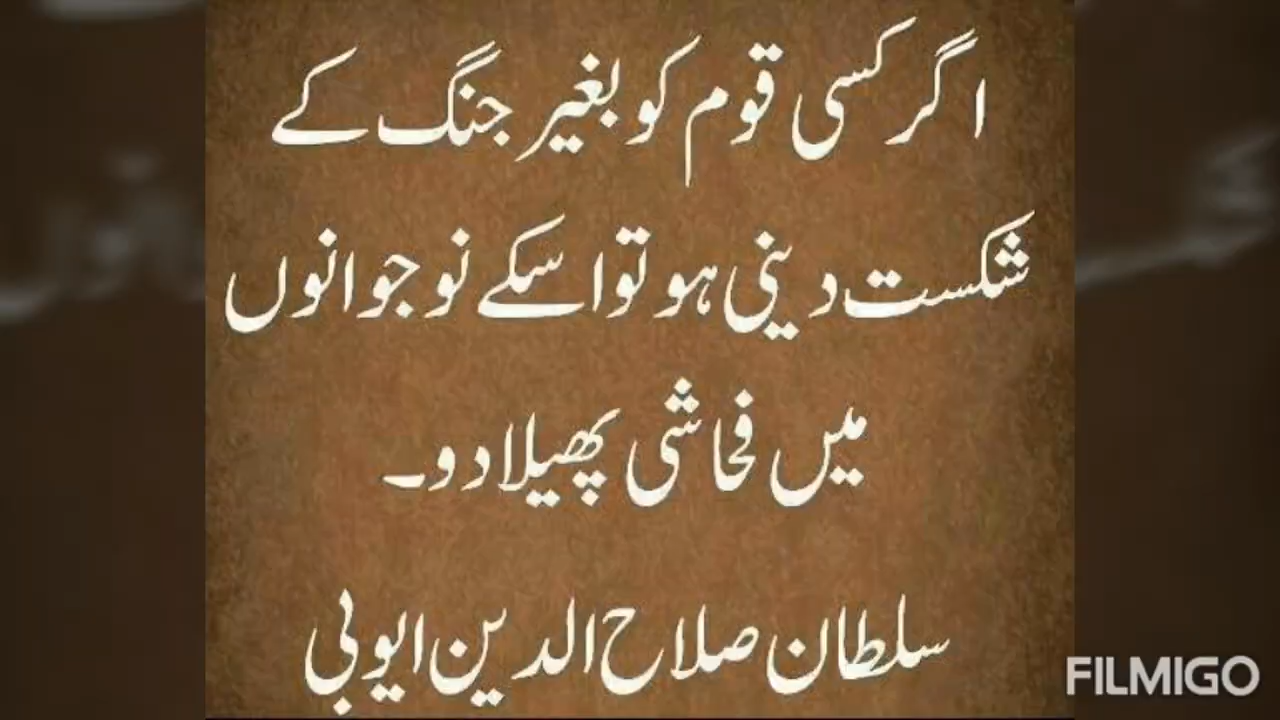 اگر کسی قوم کو بغیر جنگ کے
شکست دینی ہو تو اسکے نوجوانوں
میں فحاشی پھیلا دو۔
سلطان صلاح الدین ایوبی
FILMIGO